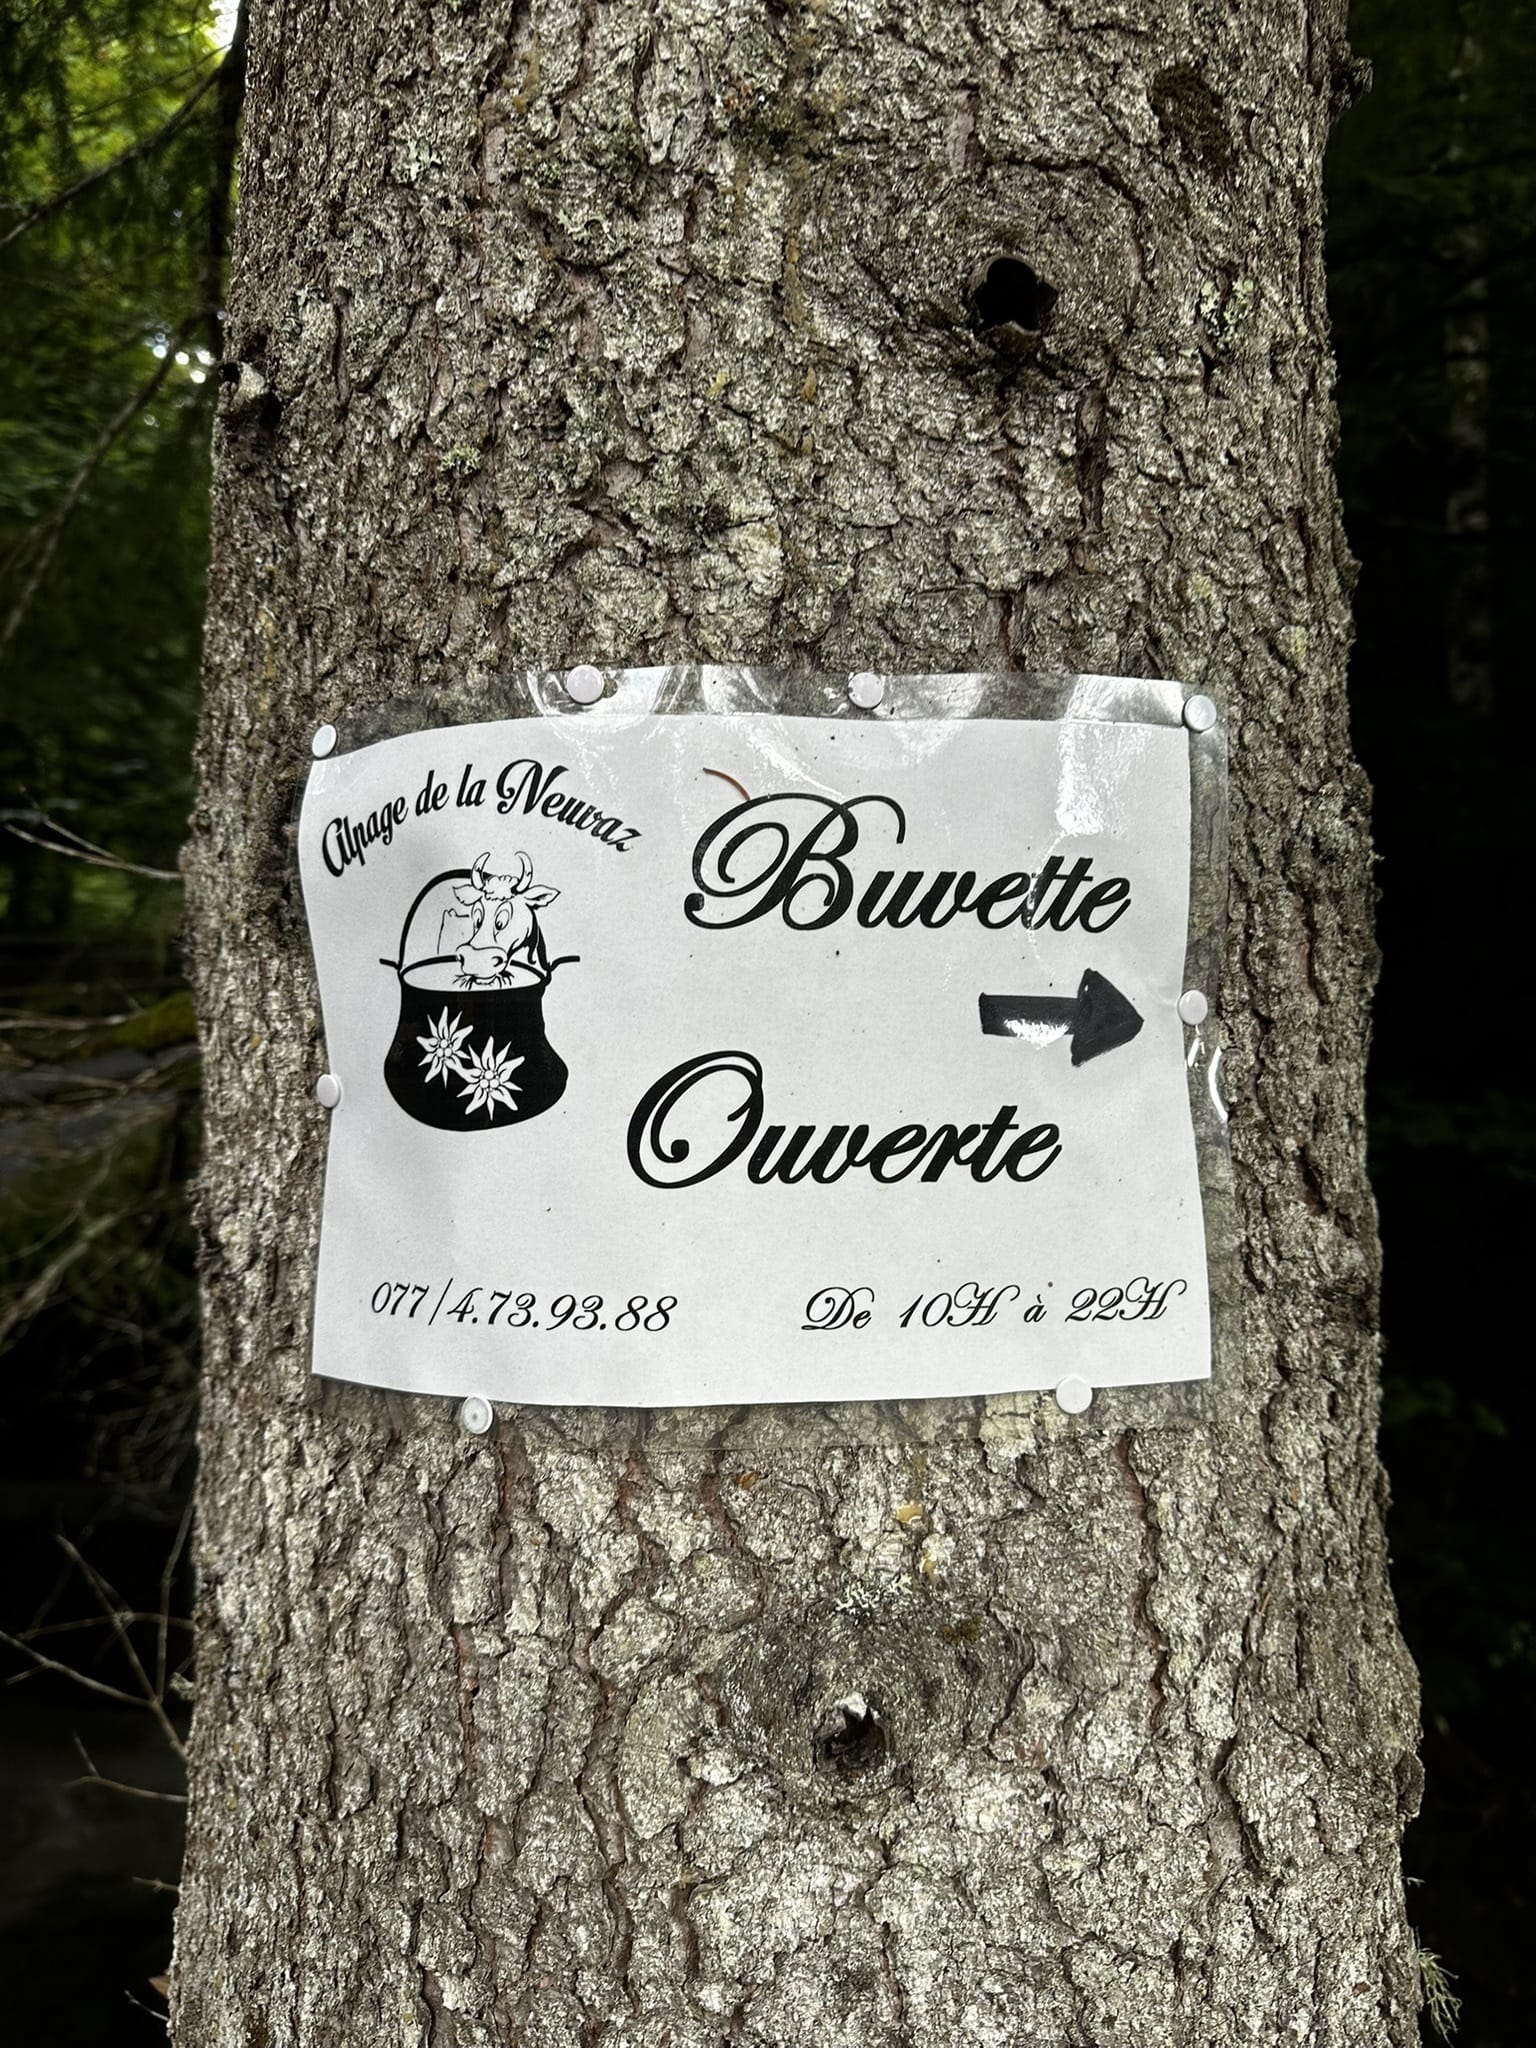 Alpage de la Neuvaz
Buvette
Ouverte
077/4.73.93.88
De 10H à 22H